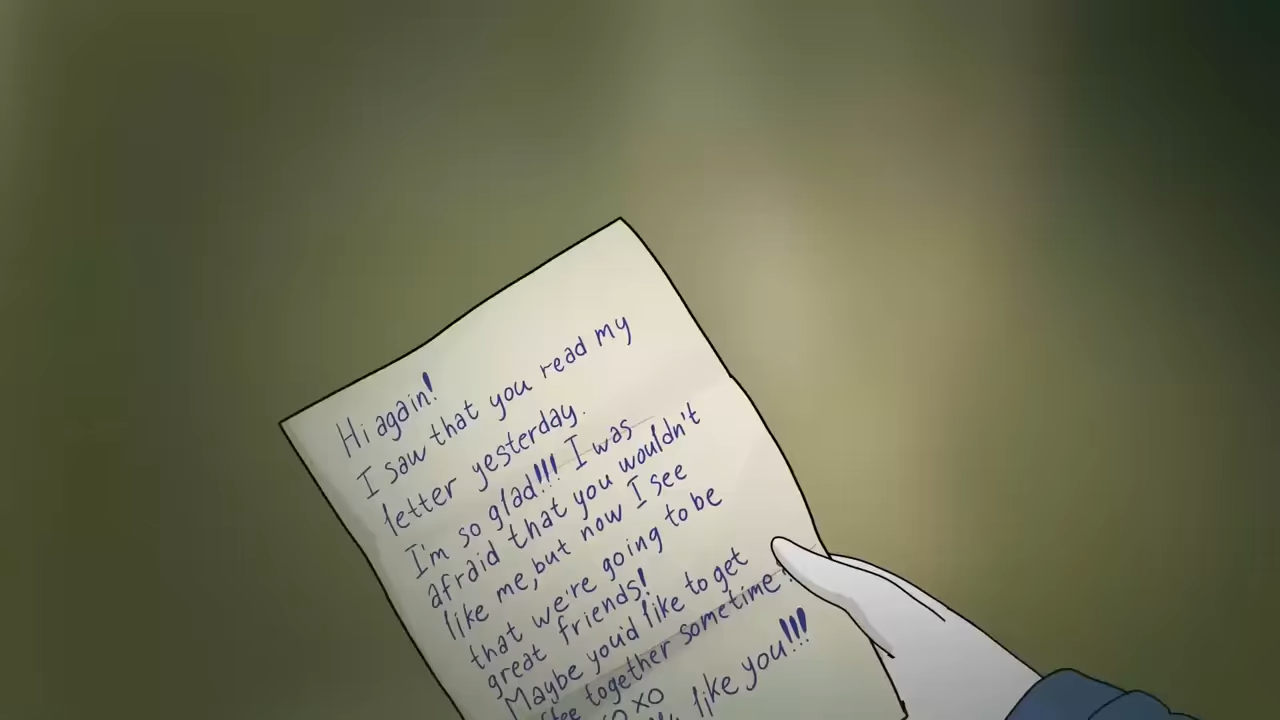 Hi again!
I saw that you read my
letter yesterday.
I'm so glad!!! I was
afraid that you wouldn't
like me, but now I see
that we're going to be
great friends!
Maybe you'd like to get
together sometime?
XO
like you!!!